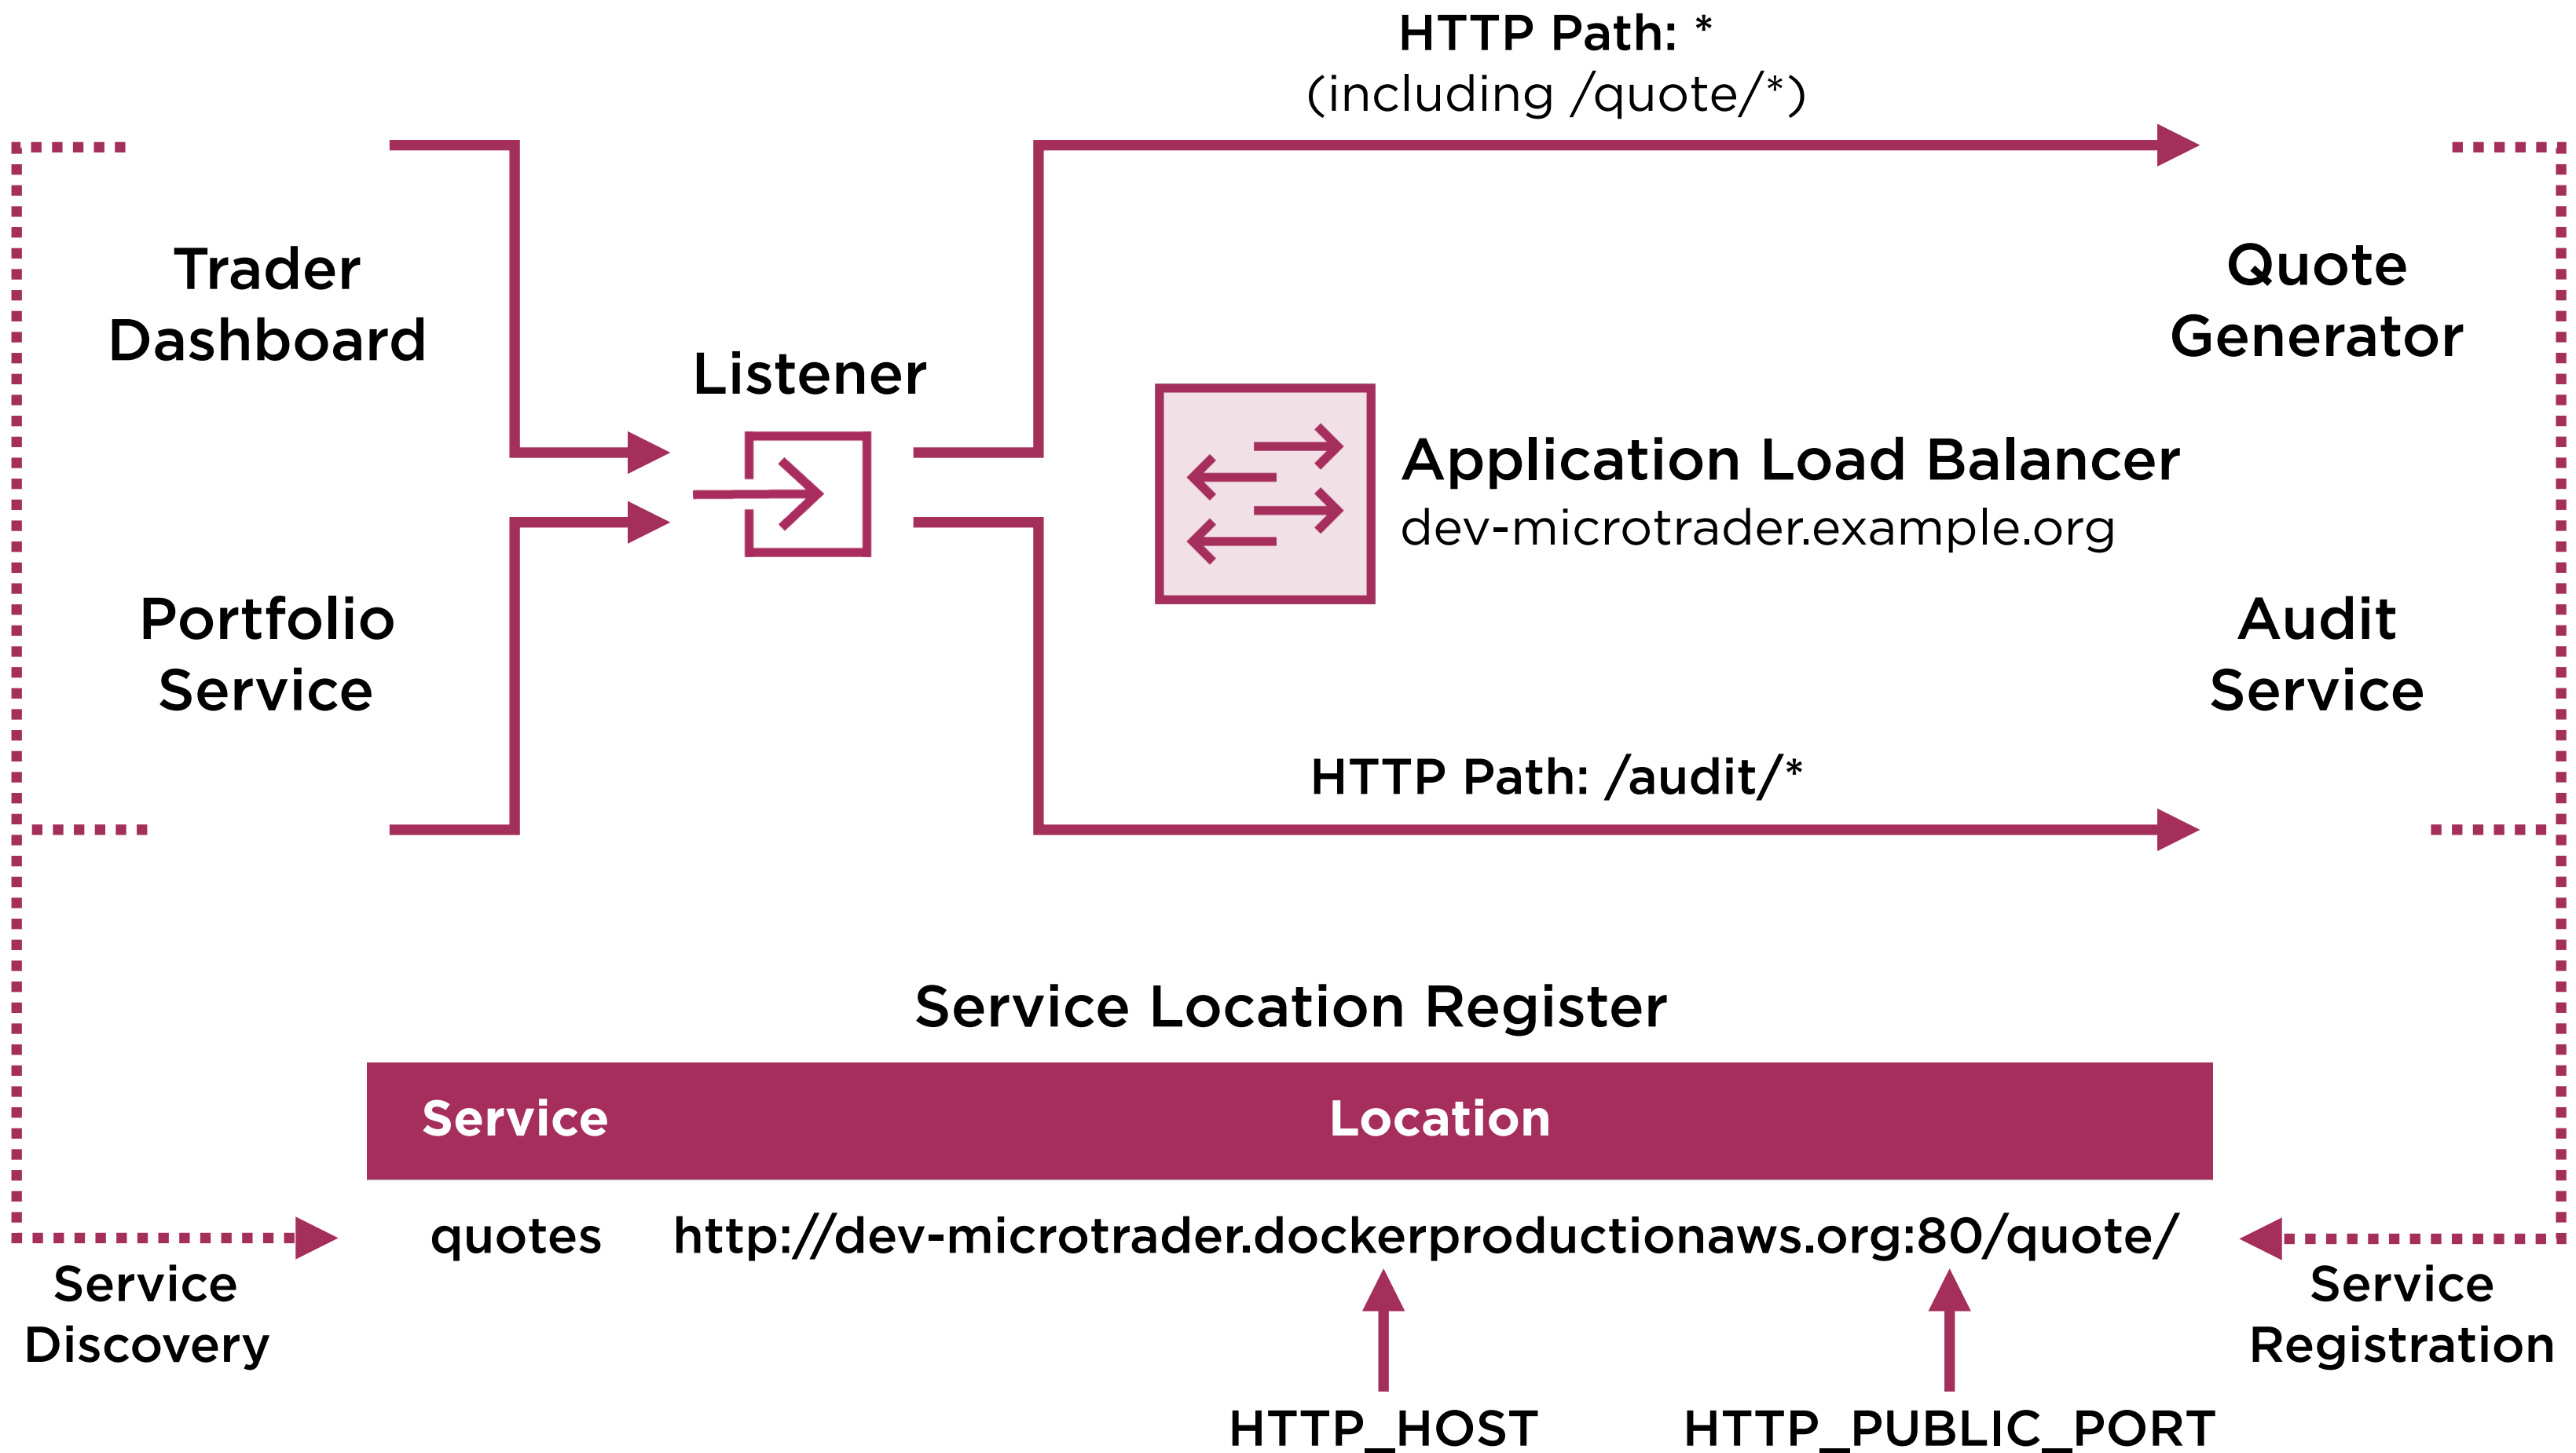 HTTP Path: *
(including /quote/*)
Trader
Dashboard
Quote
Generator
Listener
Application Load Balancer
dev-microtrader.example.org
Portfolio
Service
Audit
Service
HTTP Path: /audit/*
Service Location Register
Service Location
quotes http://dev-microtrader.dockerproductionaws.org:80/quote/
Service
Discovery
Service
Registration
HTTP_HOST
HTTP_PUBLIC_PORT